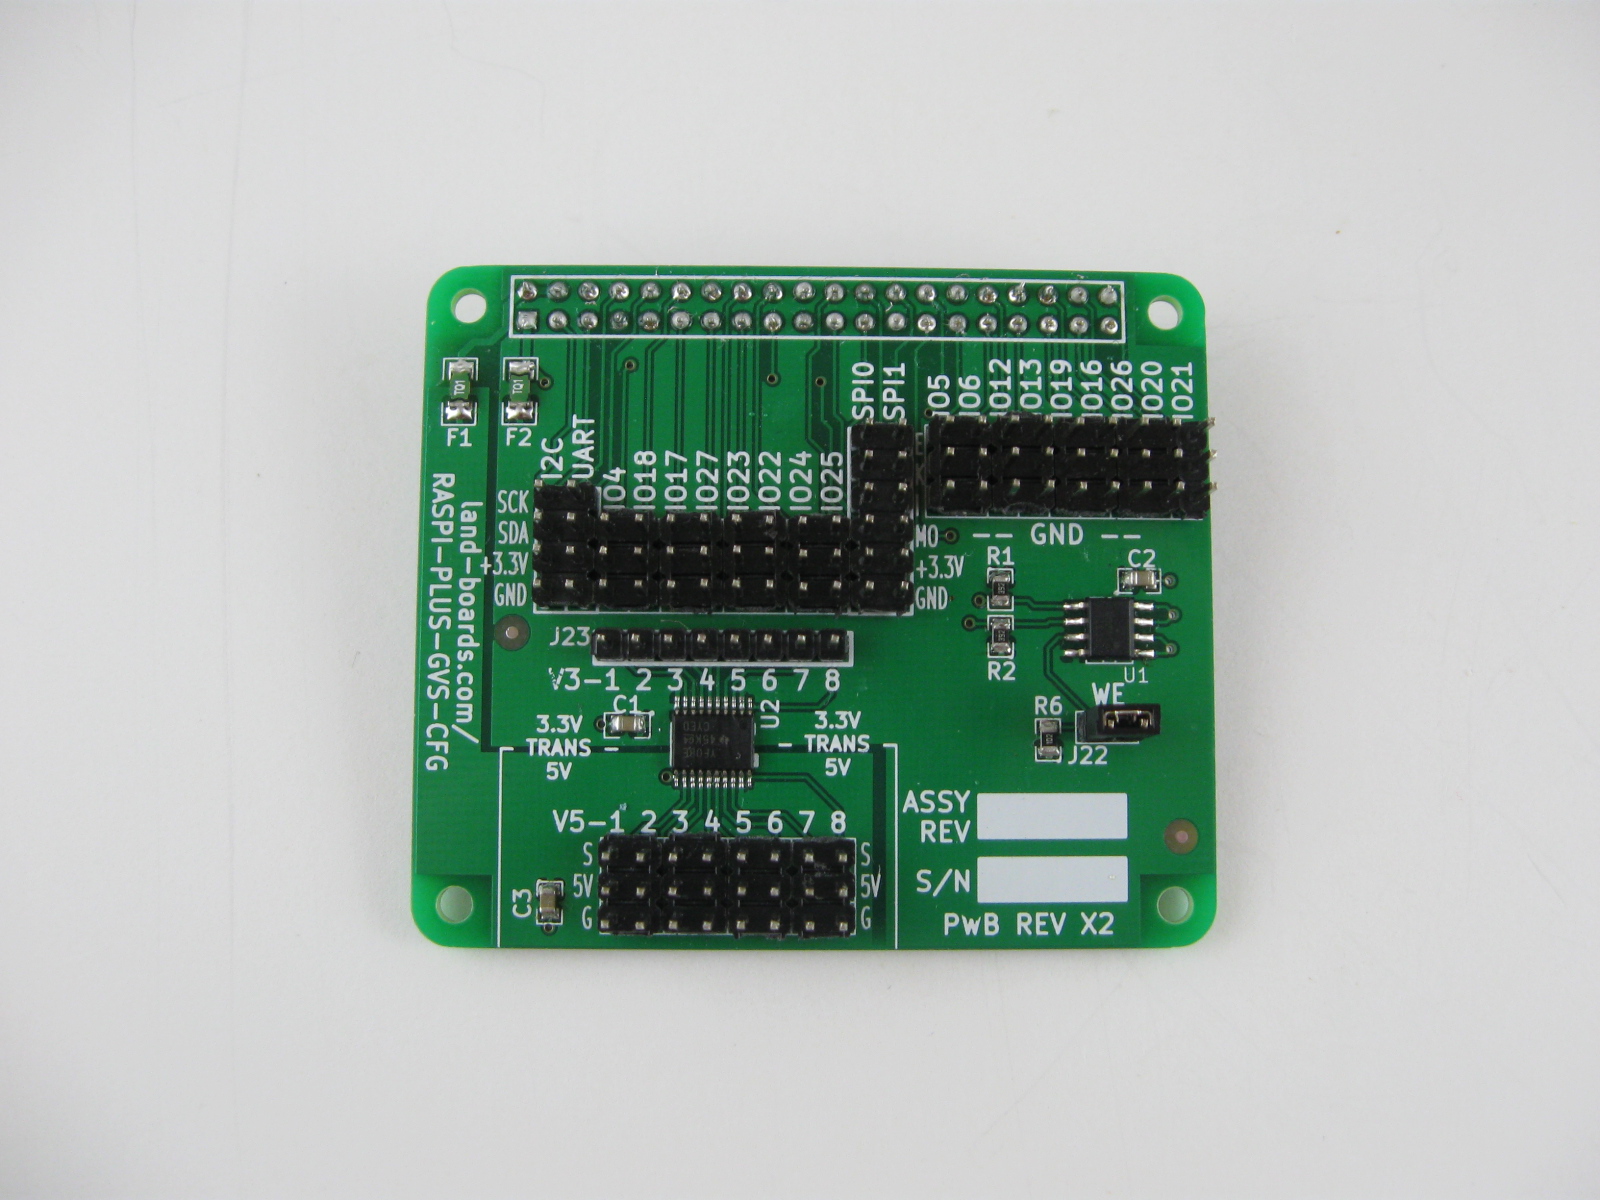 TQ1
TQ1
F1
F2
SPI0
SPI1
IO5
IO6
IO12
IO13
IO19
IO16
IO26
IO20
IO21
I2C
UART
IO4
IO18
IO17
IO27
IO23
IO22
IO24
IO25
SCK
SDA
+3.3V
GND
MO
+3.3V
GND
-- GND --
land-boards.com/
RASPI-PLUS-GVS-CFG
R1
R2
C2
U1
J23
V3-1 2 3 4 5 6 7 8
C1
U2
3.3V
TRANS
5V
3.3V
TRANS
5V
WE
R6
J22
V5-1 2 3 4 5 6 7 8
S
5V
G
S
5V
G
C3
ASSY
REV
S/N
PWB REV X2